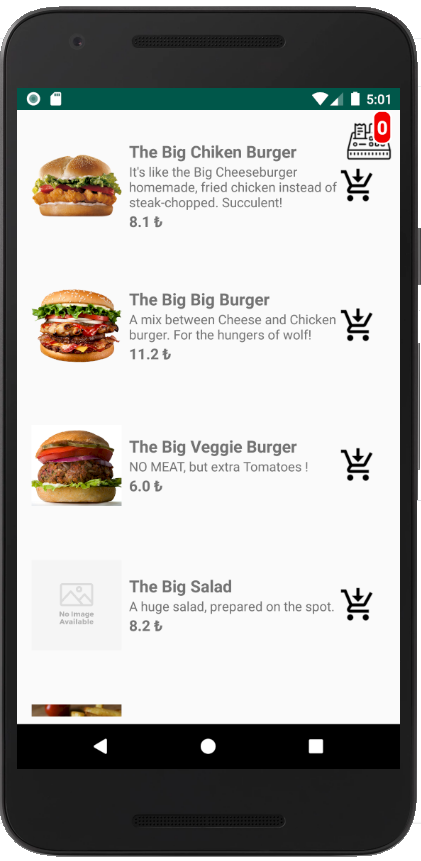 5:01
0
The Big Chiken Burger
It's like the Big Cheeseburger
homemade, fried chicken instead of
steak-chopped. Succulent!
8.1 ₺
The Big Big Burger
A mix between Cheese and Chicken
burger. For the hungers of wolf!
11.2 ₺
The Big Veggie Burger
NO MEAT, but extra Tomatoes !
6.0 ₺
No Image
Available
The Big Salad
A huge salad, prepared on the spot.
8.2 ₺